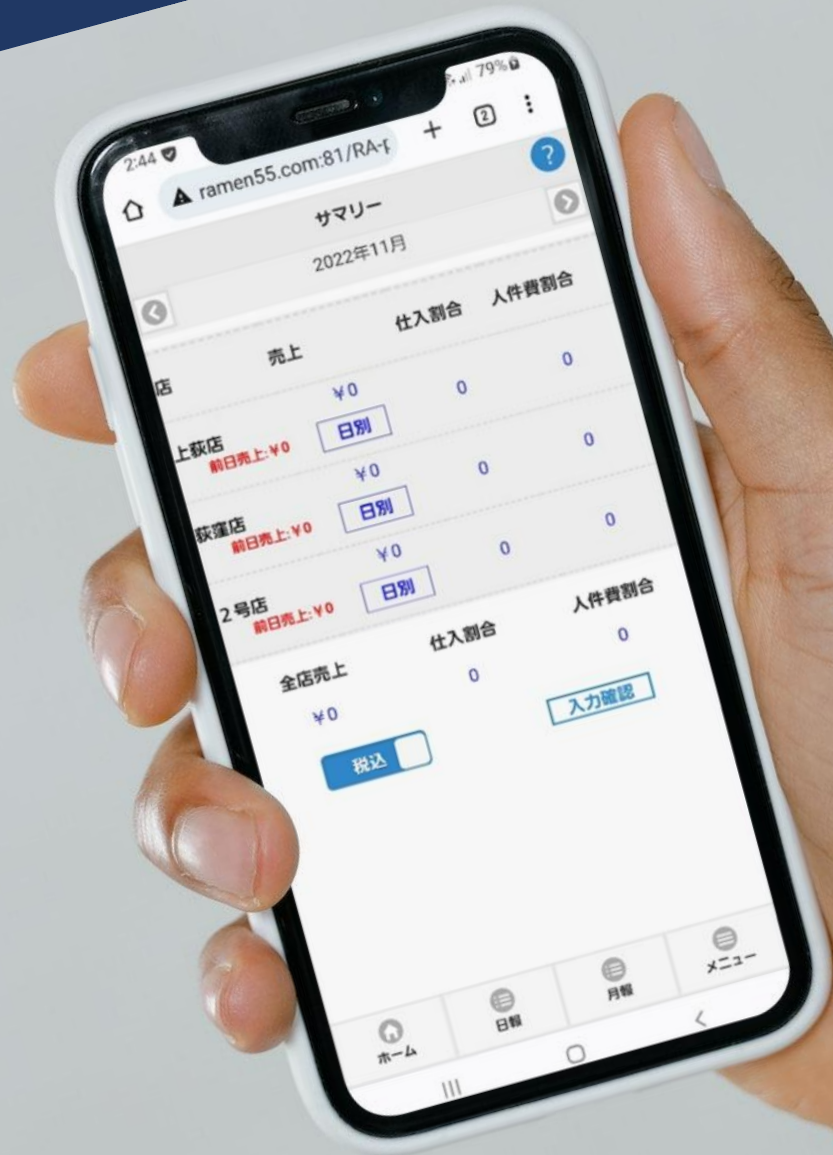 2:44 79%
ramen55.com:81/RA-p
2
?
サマリー
2022年11月
店 売上 仕入割合 人件費割合
上荻店 ¥0 0 0
前日売上:¥0 日別
荻窪店 ¥0 0 0
前日売上:¥0 日別
2号店 ¥0 0 0
前日売上:¥0 日別
全店売上 仕入割合 人件費割合
¥0 0 0
税込 入力確認
ホーム 日報 月報 メニュー